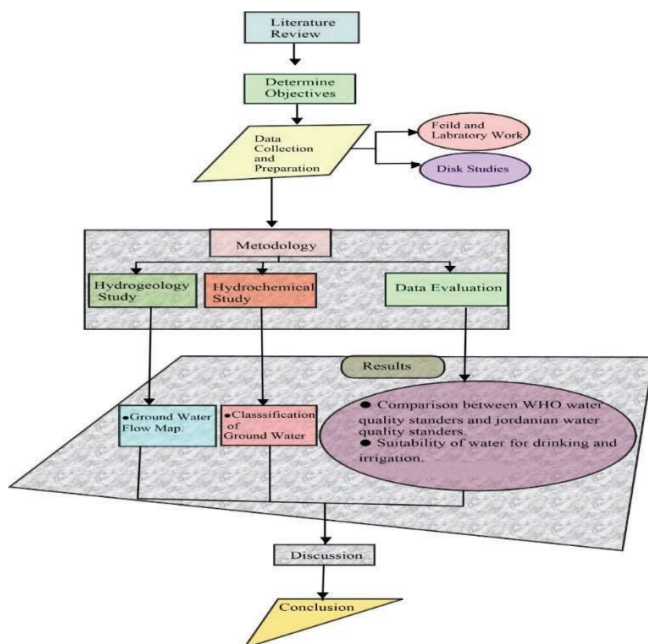 Literature
Review
Determine
Objectives
Data
Collection
and
Preparation
Feild and
Labratory Work
Disk Studies
Metodology
Hydrogeology
Study
Hydrochemical
Study
Data Evaluation
Results
●Ground Water
Flow Map.
●Classsification
of
Ground Water
● Comparison between WHO water
quality standers and jordanian water
quality standers.
● Suitability of water for drinking and
irrigation.
Discussion
Conclusion